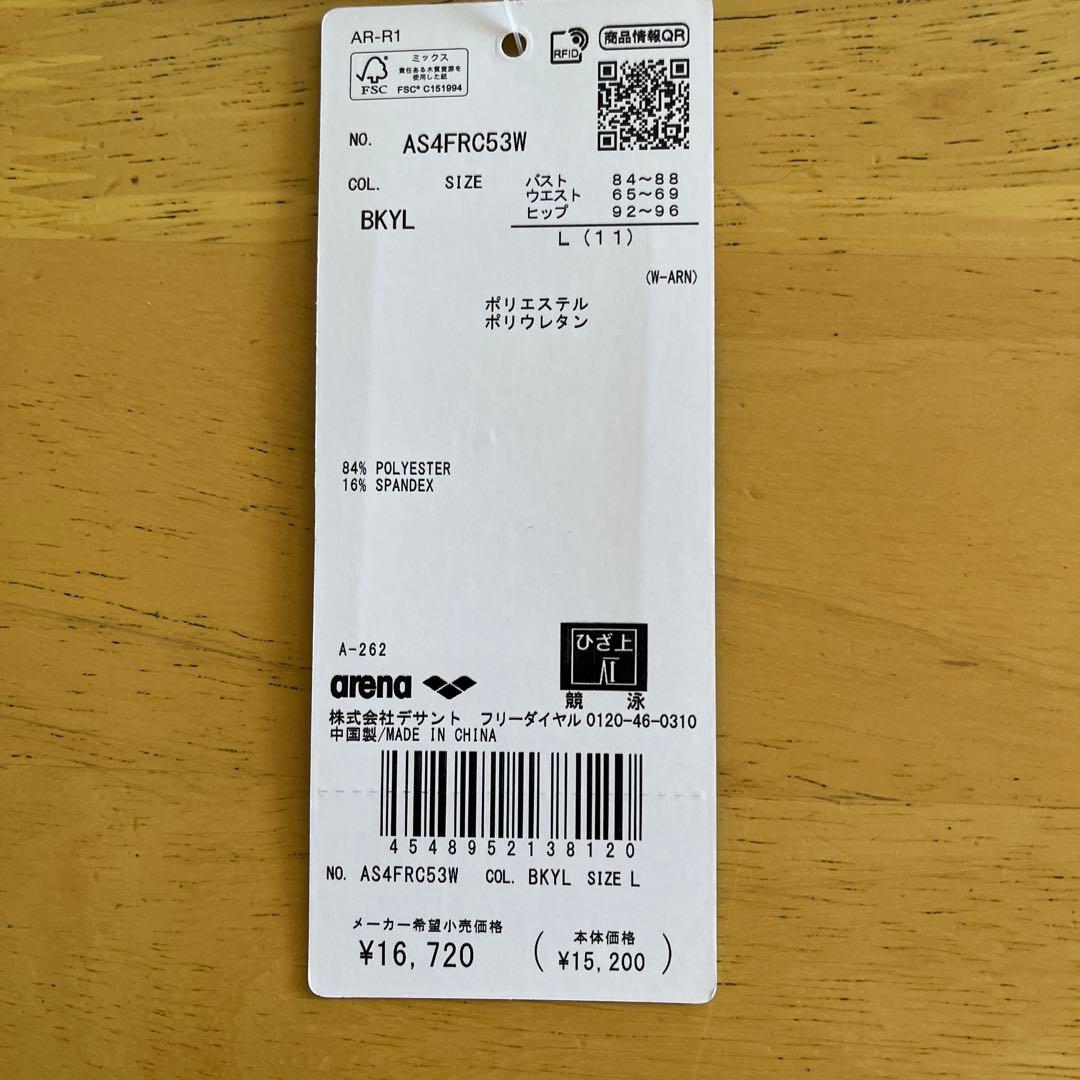 AR-R1
RFID
商品情報QR
ミックス
責任ある木質資源を
使用した紙
FSC
FSC® C151994
NO. AS4FRC53W
COL. SIZE
バスト 84～88
ウエスト 65～69
ヒップ 92～96
BKYL
L(11)
(W-ARN)
ポリエステル
ポリウレタン
84% POLYESTER
16% SPANDEX
ひざ上
競 泳
A-262
arena
株式会社デサント フリーダイヤル 0120-46-0310
中国製/MADE IN CHINA
4548952138120
NO. AS4FRC53W COL. BKYL SIZE L
メーカー希望小売価格
¥16,720
(本体価格
¥15,200)